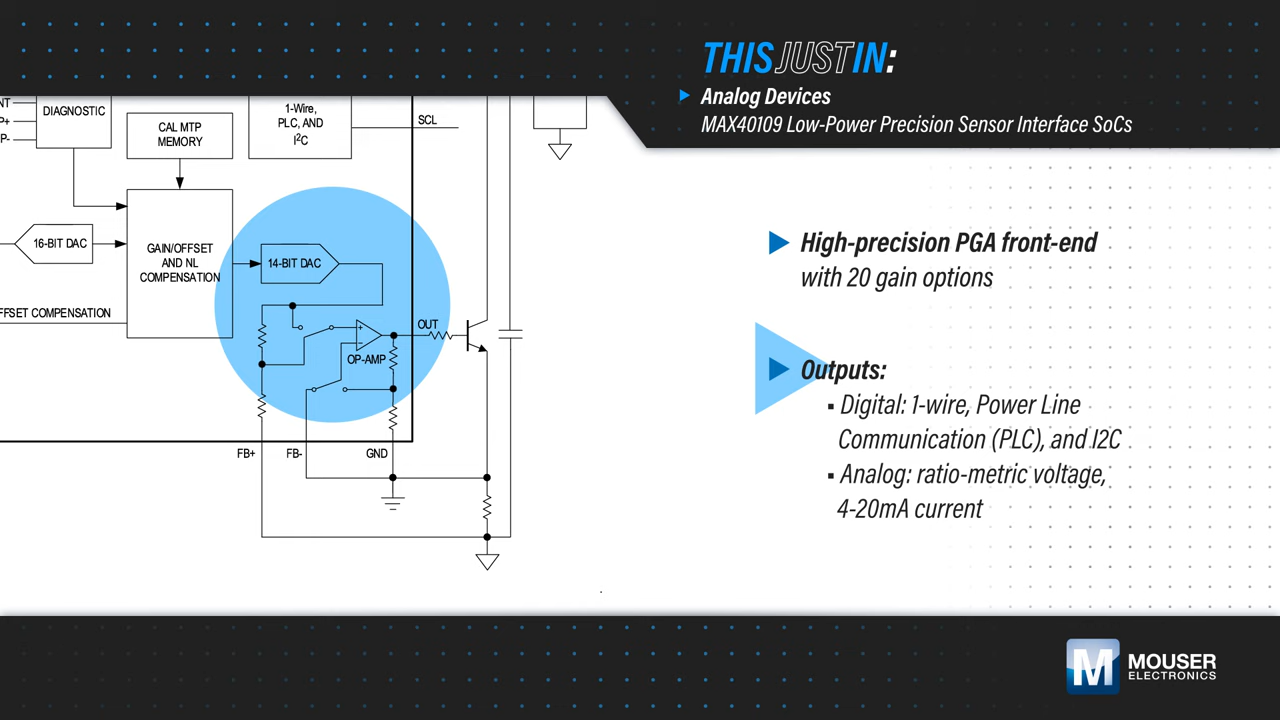 THISJUSTIN:
Analog Devices
MAX40109 Low-Power Precision Sensor Interface SoCs
NT
P+
P-
DIAGNOSTIC
CAL MTP
MEMORY
1-Wire,
PLC, AND
I²C
SCL
16-BIT DAC
GAIN/OFFSET
AND NL
COMPENSATION
14-BIT DAC
FFSET COMPENSATION
+
−
OP-AMP
OUT
FB+
FB-
GND
High-precision PGA front-end
with 20 gain options
Outputs:
▪ Digital: 1-wire, Power Line
Communication (PLC), and I2C
▪ Analog: ratio-metric voltage,
4-20mA current
M
MOUSER
ELECTRONICS